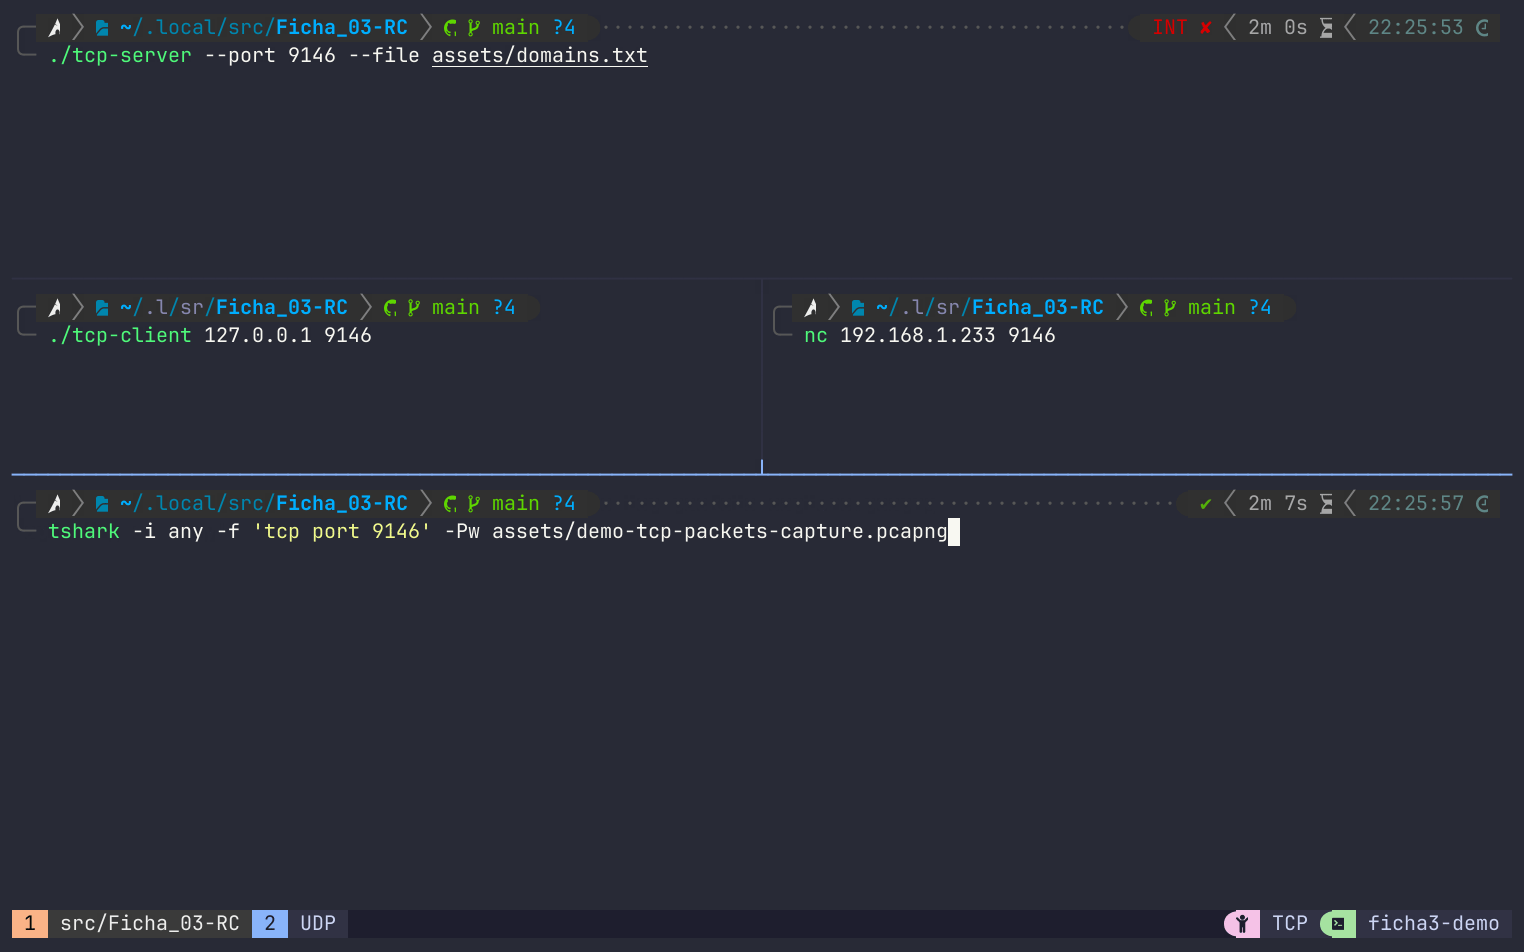 ~/.local/src/Ficha_03-RC main ?4 INT ✘ 2m 0s 22:25:53
./tcp-server --port 9146 --file assets/domains.txt
~/.l/sr/Ficha_03-RC main ?4
./tcp-client 127.0.0.1 9146
~/.l/sr/Ficha_03-RC main ?4
nc 192.168.1.233 9146
~/.local/src/Ficha_03-RC main ?4 ✔ 2m 7s 22:25:57
tshark -i any -f 'tcp port 9146' -Pw assets/demo-tcp-packets-capture.pcapng
1 src/Ficha_03-RC 2 UDP TCP ficha3-demo